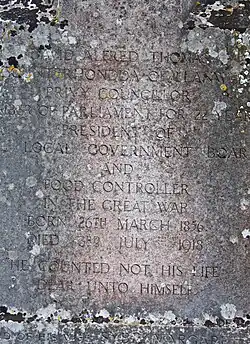 ALFRED THOMAS
RHONDDA OF LLANW
PRIVY COUNCILLOR
OF PARLIAMENT FOR 22
PRESIDENT OF
LOCAL GOVERNMENT BOAR
AND
FOOD CONTROLLER
IN THE GREAT WAR
BORN 26TH MARCH 1856
DIED 3RD JULY 1918
HE COUNTED NOT HIS LIFE
DEAR UNTO HIMSELF